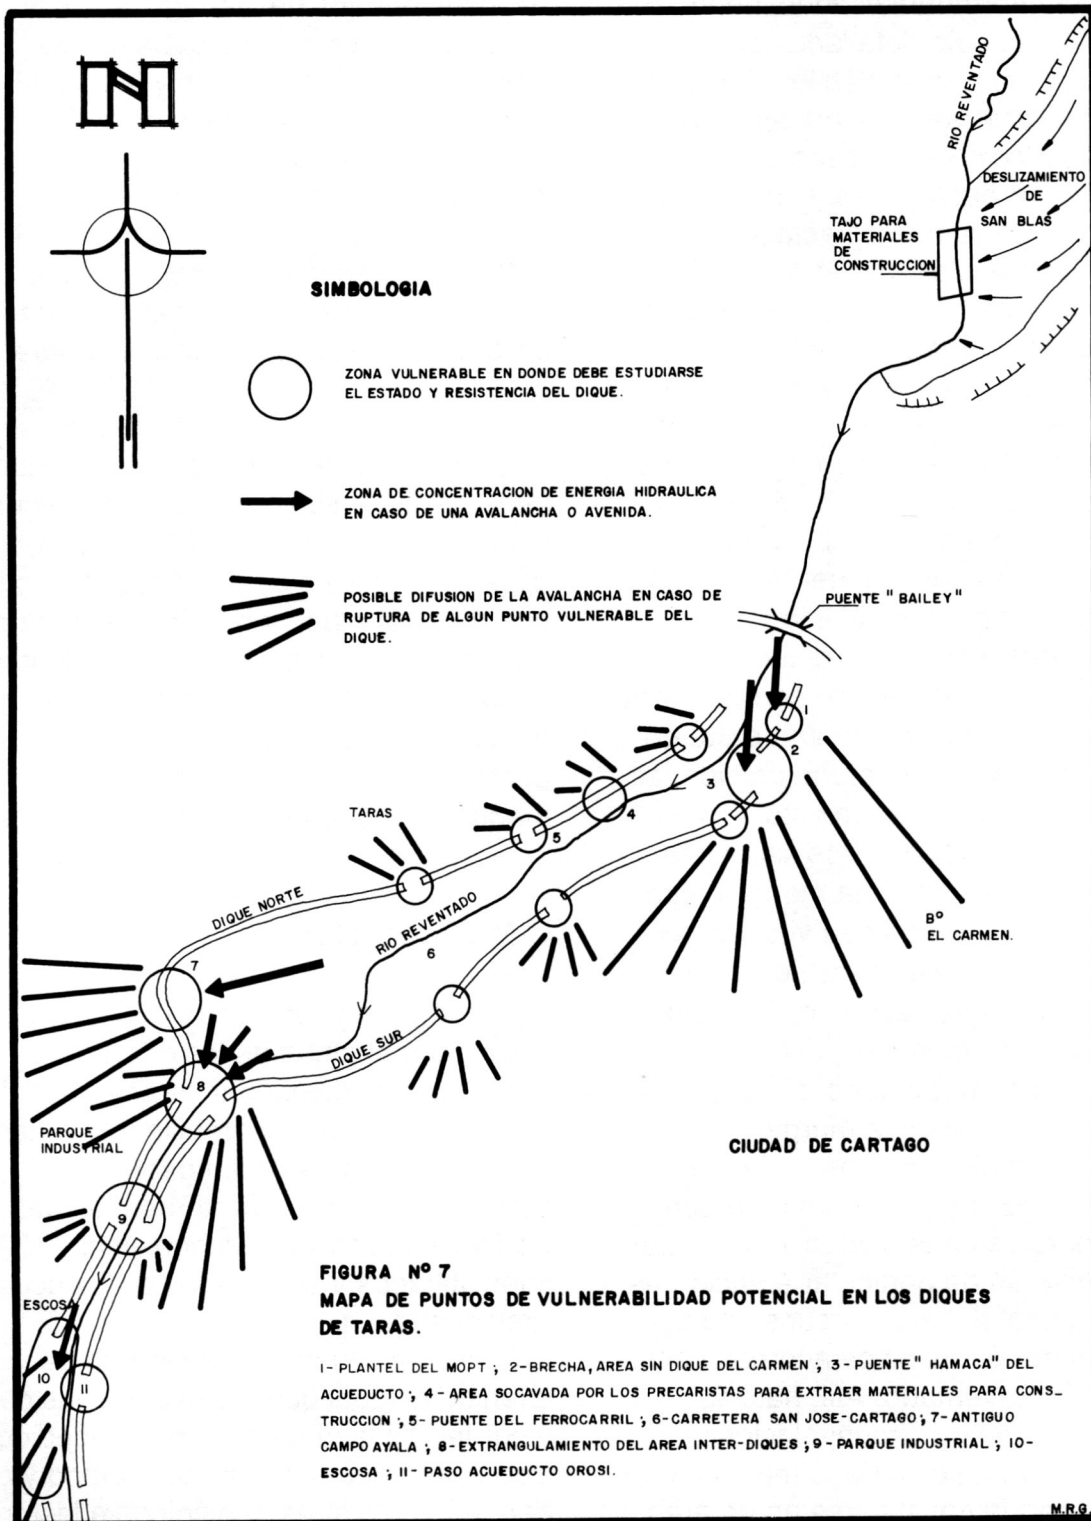 N
RIO REVENTADO
DESLIZAMIENTO
DE
SAN BLAS
TAJO PARA
MATERIALES
DE
CONSTRUCCION
SIMBOLOGIA
ZONA VULNERABLE EN DONDE DEBE ESTUDIARSE
EL ESTADO Y RESISTENCIA DEL DIQUE.
ZONA DE CONCENTRACION DE ENERGIA HIDRAULICA
EN CASO DE UNA AVALANCHA O AVENIDA.
POSIBLE DIFUSION DE LA AVALANCHA EN CASO DE
RUPTURA DE ALGUN PUNTO VULNERABLE DEL
DIQUE.
PUENTE " BAILEY"
1
2
3
4
5
TARAS
DIQUE NORTE
RIO REVENTADO
6
Bº
EL CARMEN.
7
DIQUE SUR
8
PARQUE
INDUSTRIAL
CIUDAD DE CARTAGO
9
ESCOSA
10
11
FIGURA Nº 7
MAPA DE PUNTOS DE VULNERABILIDAD POTENCIAL EN LOS DIQUES
DE TARAS.
1- PLANTEL DEL MOPT ; 2-BRECHA, AREA SIN DIQUE DEL CARMEN ; 3-PUENTE " HAMACA" DEL
ACUEDUCTO ; 4-AREA SOCAVADA POR LOS PRECARISTAS PARA EXTRAER MATERIALES PARA CONS-
TRUCCION ; 5-PUENTE DEL FERROCARRIL ; 6-CARRETERA SAN JOSE-CARTAGO ; 7-ANTIGUO
CAMPO AYALA ; 8-EXTRANGULAMIENTO DEL AREA INTER-DIQUES ; 9-PARQUE INDUSTRIAL ; 10-
ESCOSA ; 11- PASO ACUEDUCTO OROSI.
M.R.G.